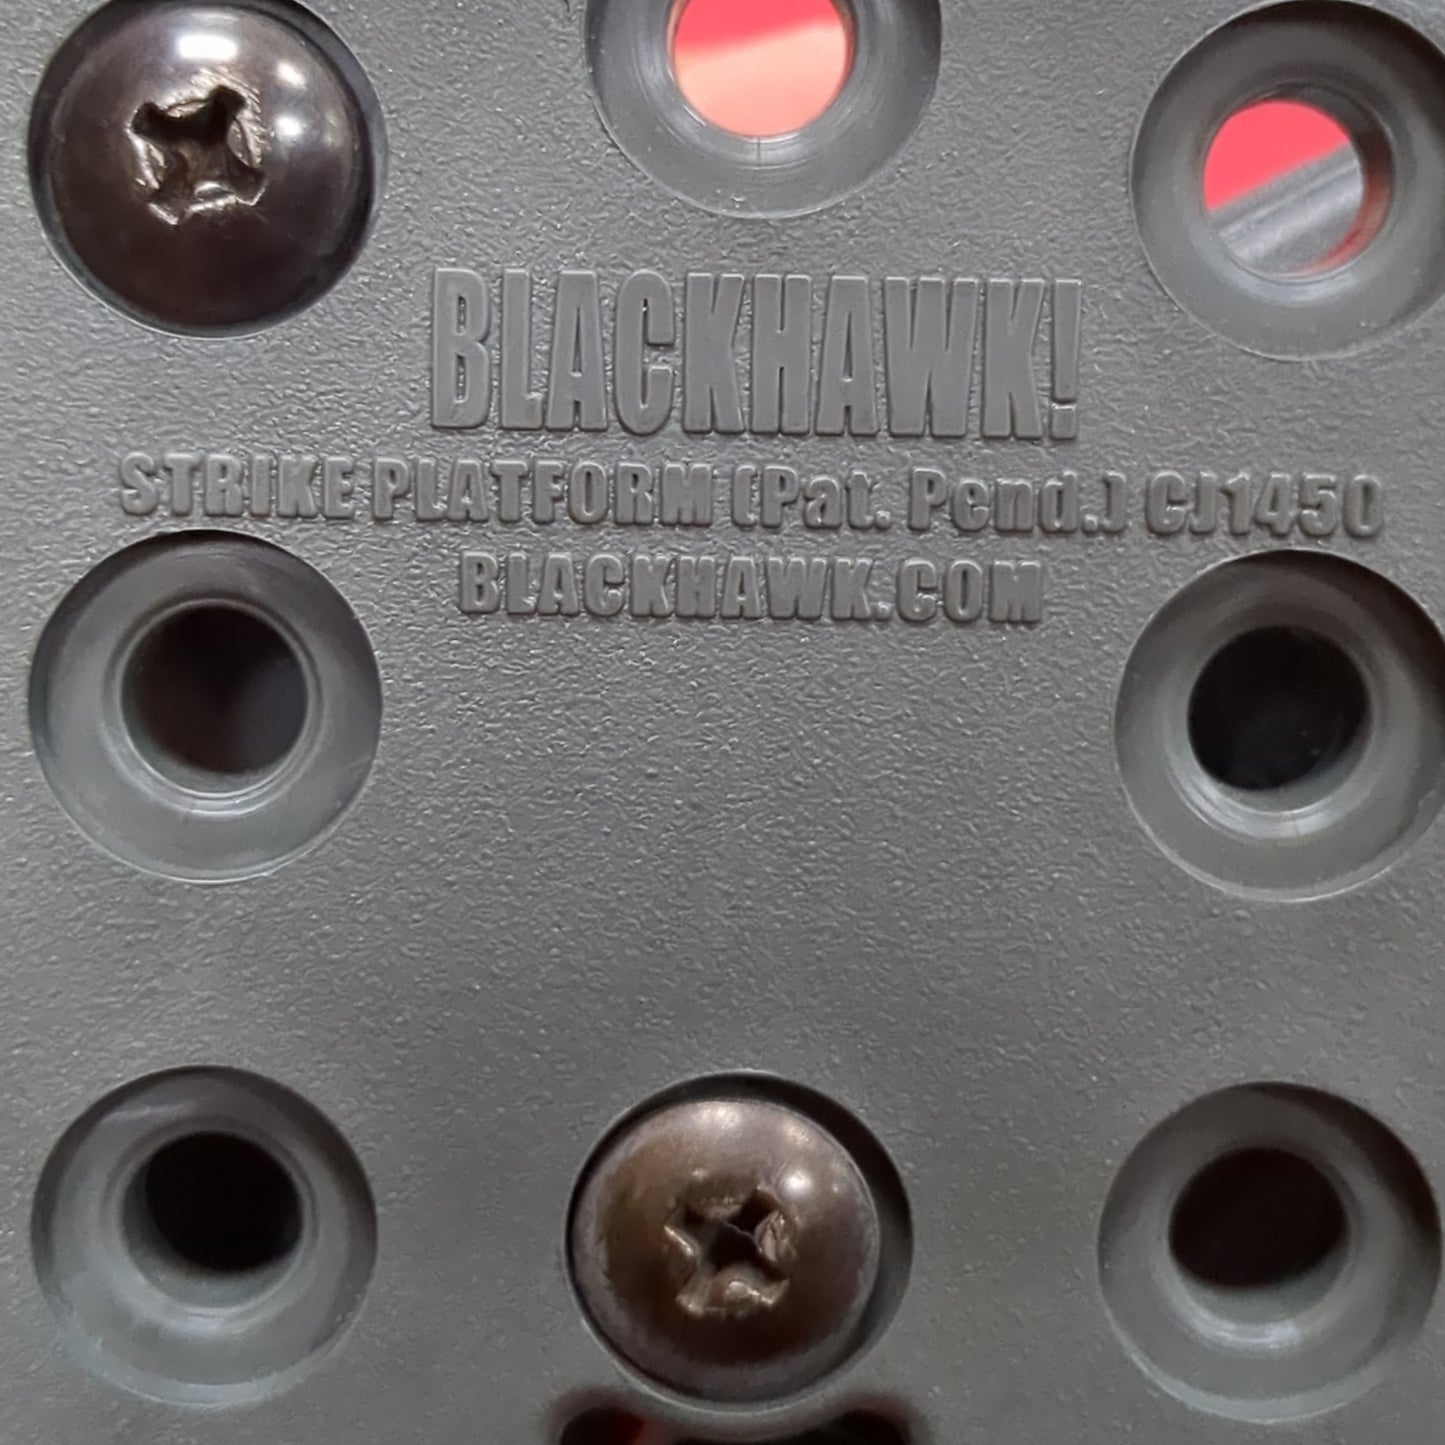 BLACKHAWK!
STRIKE PLATFORM (Pat. Pend.) CJ1450
BLACKHAWK.COM